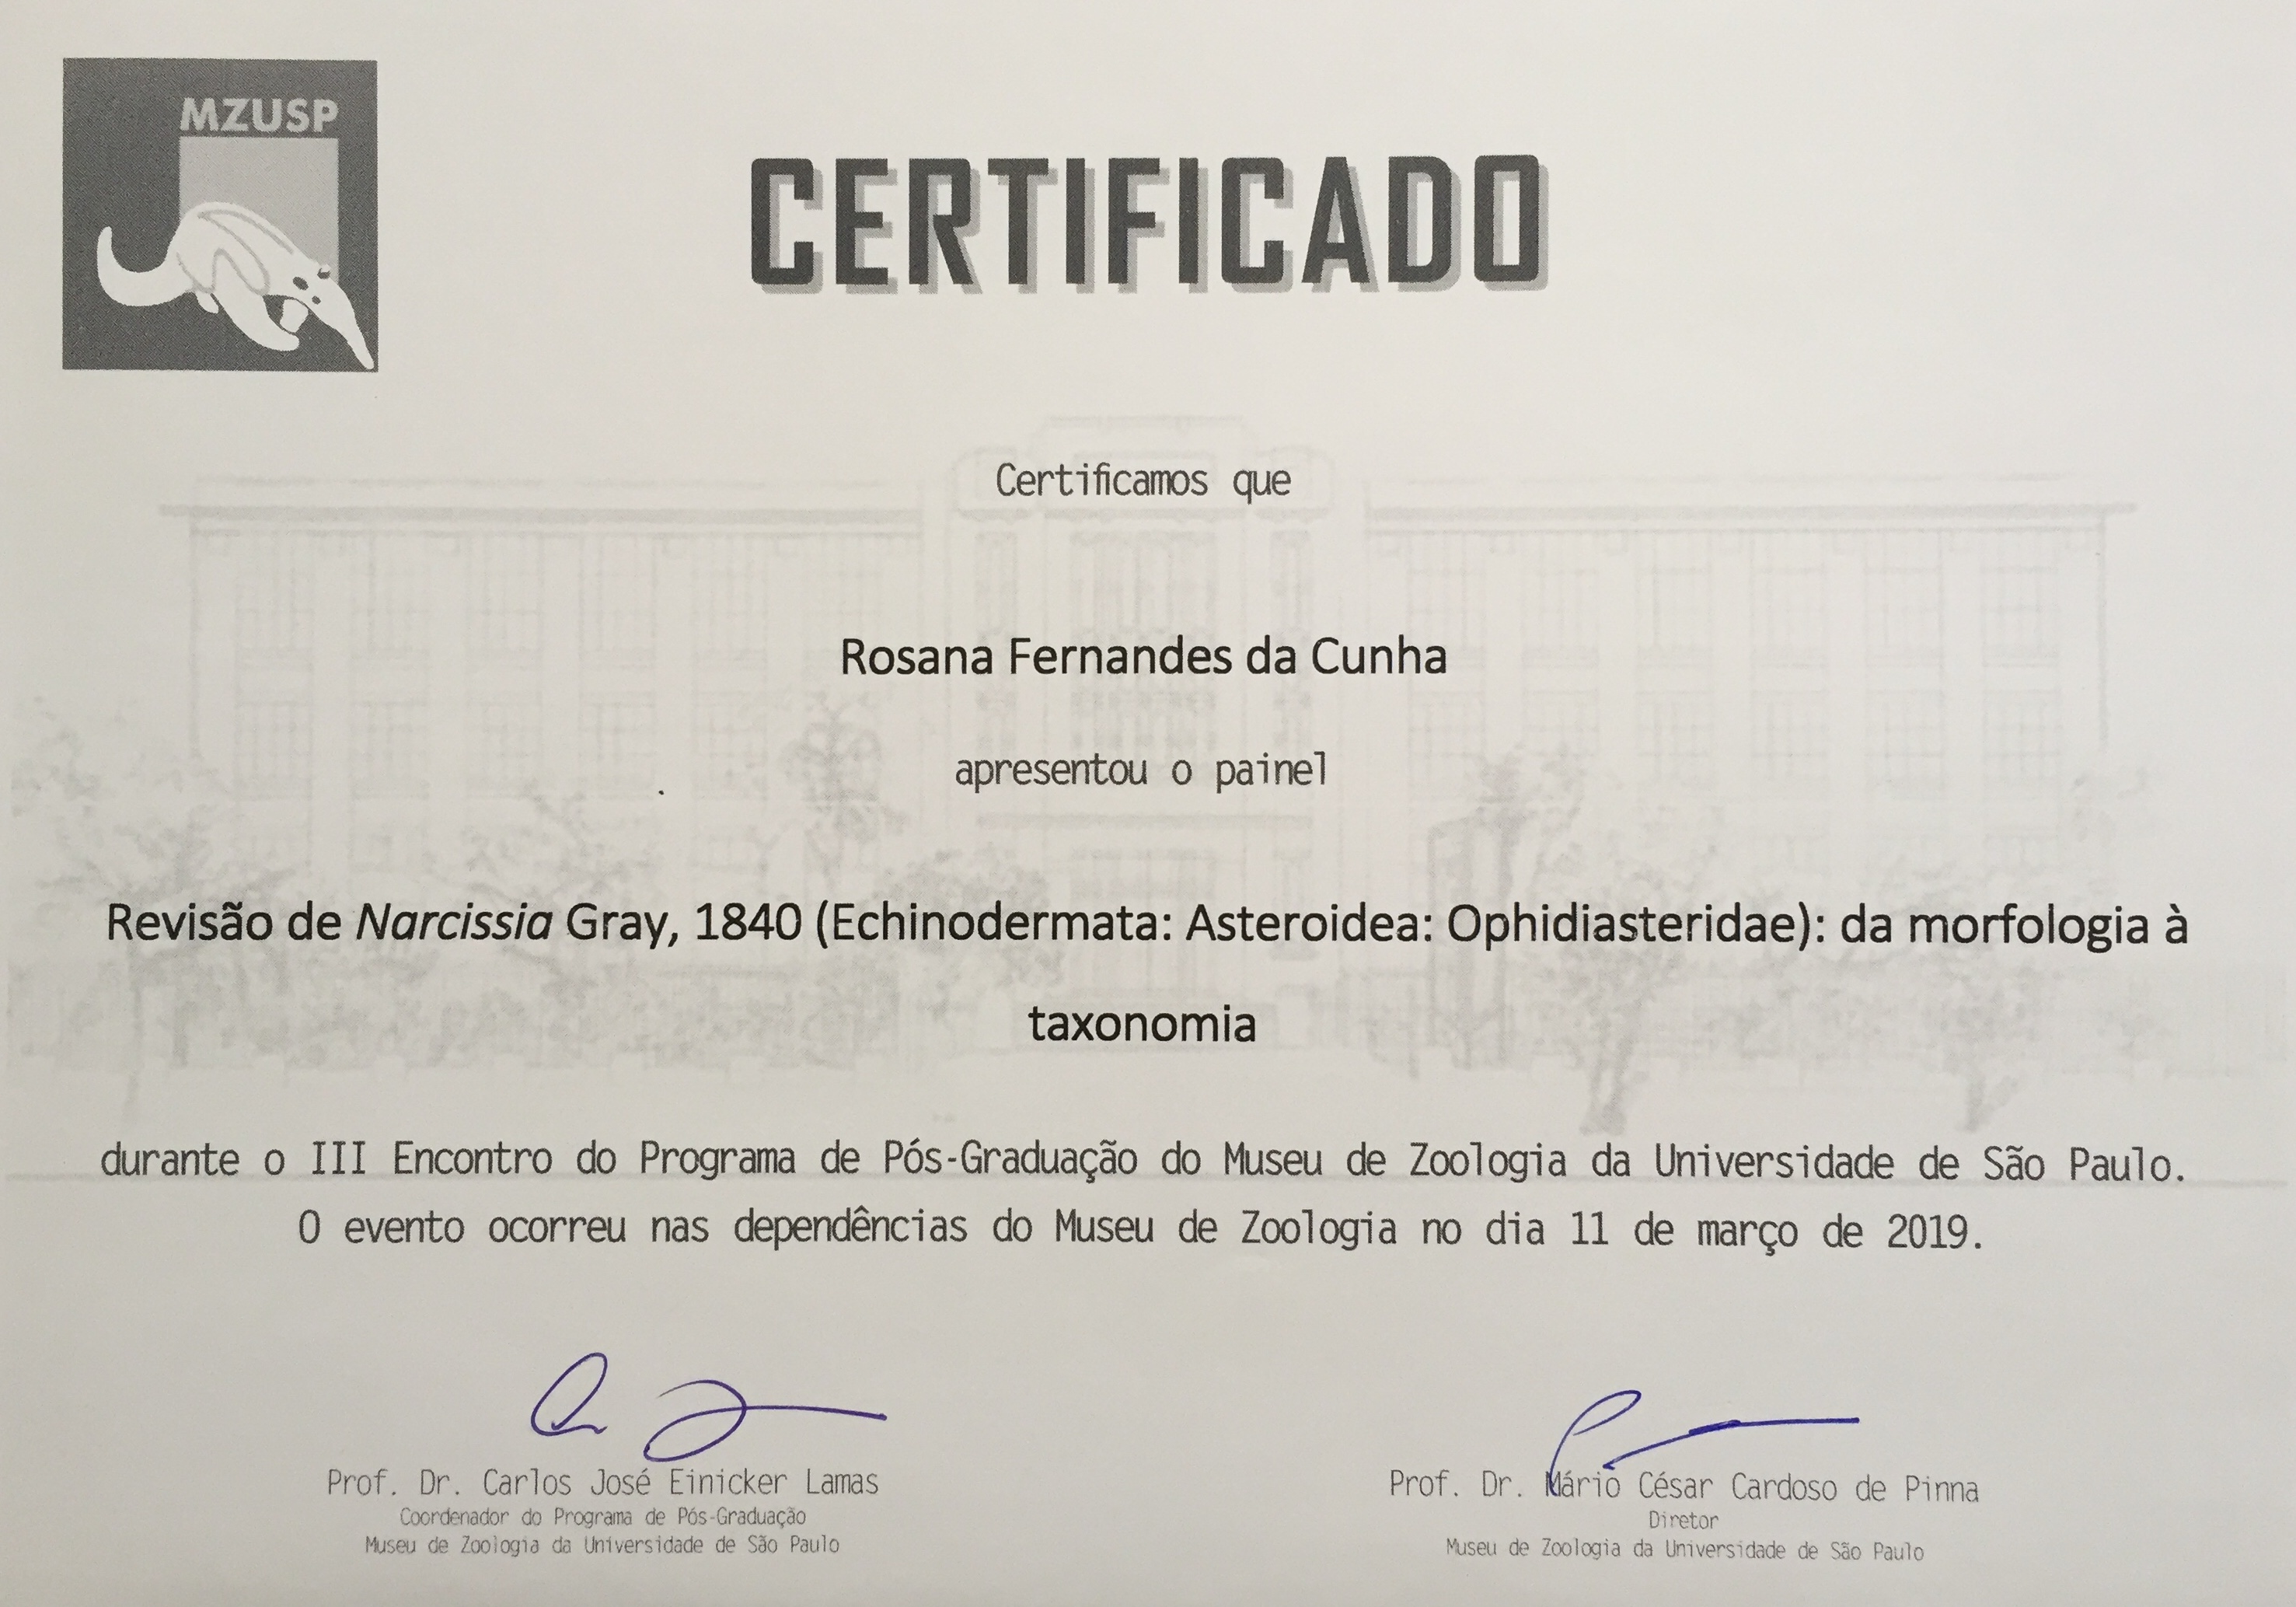 MZUSP
CERTIFICADO
Certificamos que
Rosana Fernandes da Cunha
apresentou o painel
Revisão de Narcissia Gray, 1840 (Echinodermata: Asteroidea: Ophidiasteridae): da morfologia à
taxonomia
durante o III Encontro do Programa de Pós-Graduação do Museu de Zoologia da Universidade de São Paulo.
O evento ocorreu nas dependências do Museu de Zoologia no dia 11 de março de 2019.
Prof. Dr. Carlos José Einicker Lamas
Coordenador do Programa de Pós-Graduação
Museu de Zoologia da Universidade de São Paulo
Prof. Dr. Mário César Cardoso de Pinna
Diretor
Museu de Zoologia da Universidade de São Paulo